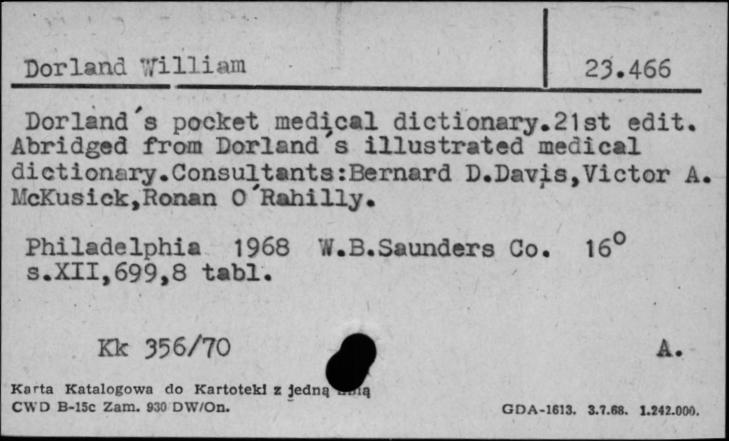 Dorland William 23.466
Dorland's pocket medical dictionary.21st edit.
Abridged from Dorland's illustrated medical
dictionary.Consultants:Bernard D.Davis,Victor A.
McKusick,Ronan O'Rahilly.
Philadelphia 1968 W.B.Saunders Co. 16°
s.XII,699,8 tabl.
Kk 356/70 A.
Karta Katalogowa do Kartoteki z jedną
CWD B-15c Zam. 930 DW/On. GDA-1613. 3.7.68. 1.242.000.